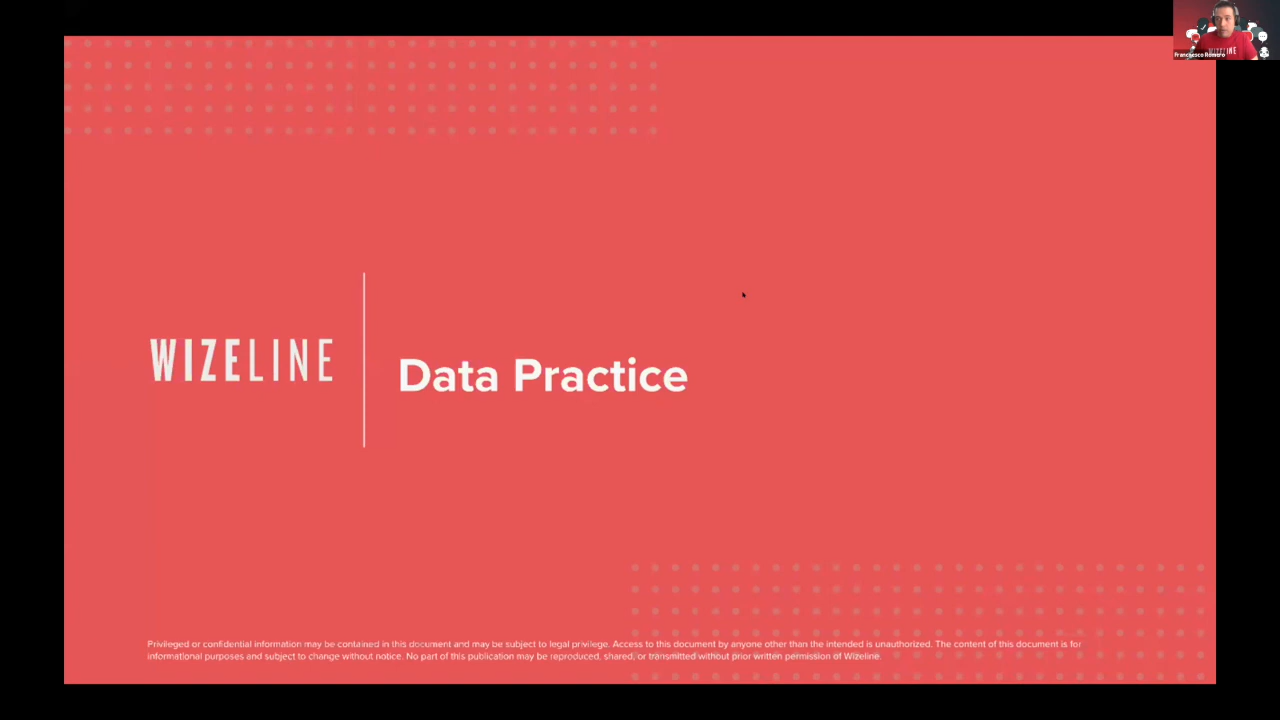 Francisco Romero
WIZELINE
WIZELINE
Data Practice
Privileged or confidential information may be contained in this document and may be subject to legal privilege. Access to this document by anyone other than the intended is unauthorized. The content of this document is for
informational purposes and subject to change without notice. No part of this publication may be reproduced, shared, or transmitted without prior written permission of Wizeline.